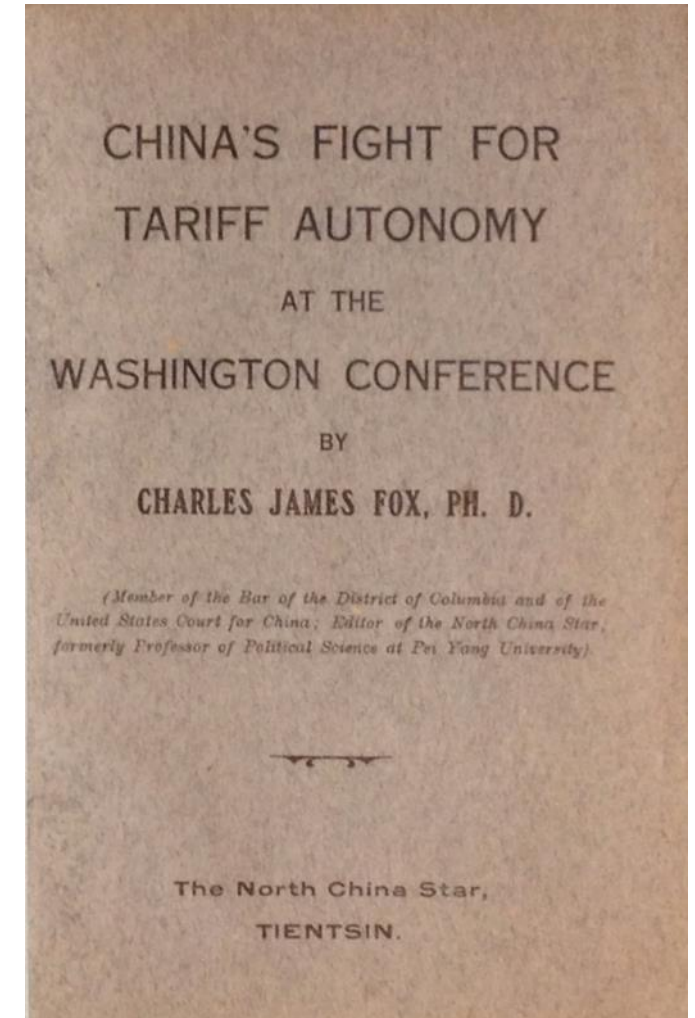 CHINA'S FIGHT FOR
TARIFF AUTONOMY
AT THE
WASHINGTON CONFERENCE
BY
CHARLES JAMES FOX, PH. D.
(Member of the Bar of the District of Columbia and of the
United States Court for China; Editor of the North China Star,
formerly Professor of Political Science at Pei Yang University).
The North China Star,
TIENTSIN.